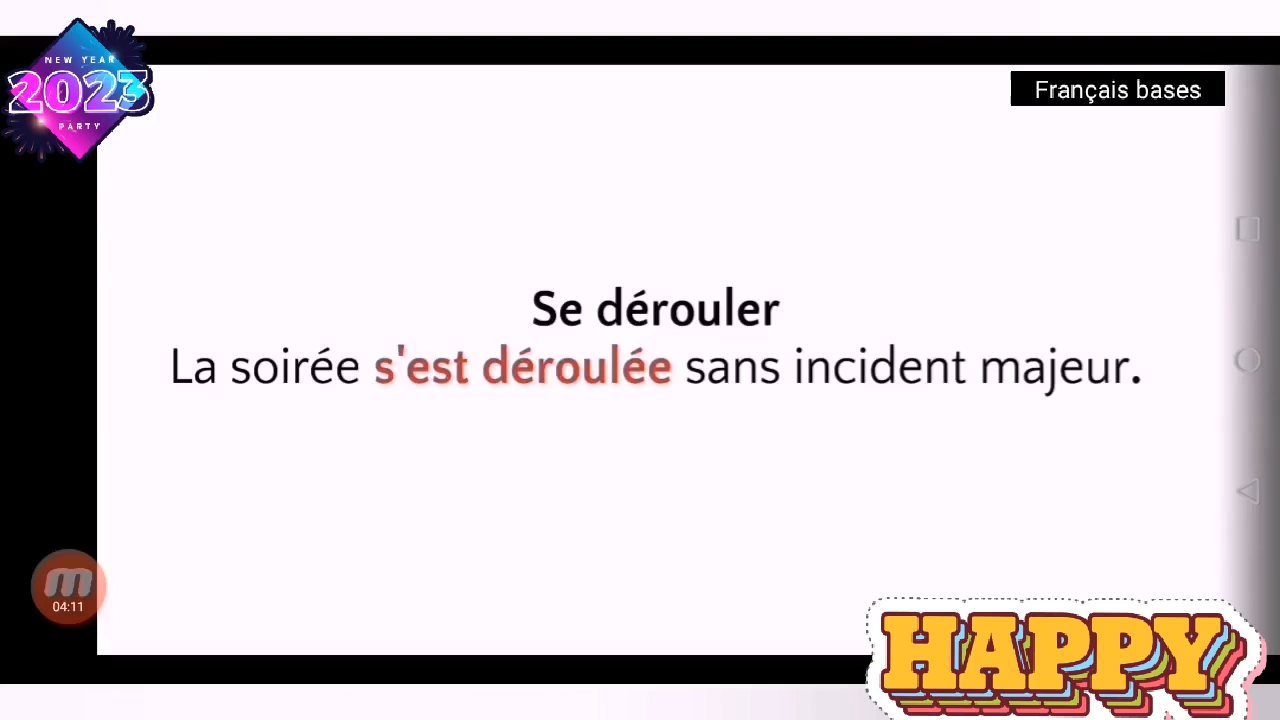 NEW YEAR
2023
PARTY
Français bases
Se dérouler
La soirée s'est déroulée sans incident majeur.
m
04:11
HAPPY